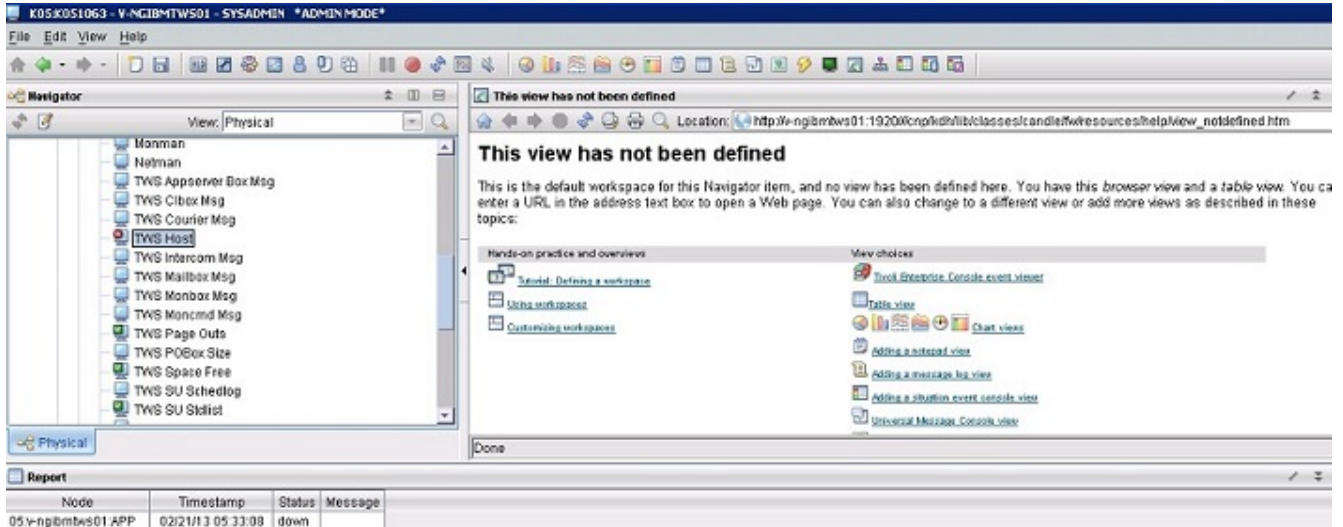 K05:K051063 - V-NGIBMTWS01 - SYSADMIN *ADMIN MODE*
File Edit View Help
Navigator
View: Physical
Monman
Netman
TWS Appserver Box Msg
TWS Clbox Msg
TWS Courier Msg
TWS Host
TWS Intercom Msg
TWS Mailbox Msg
TWS Monbox Msg
TWS Moncmd Msg
TWS Page Outs
TWS POBox Size
TWS Space Free
TWS SU Schedlog
TWS SU Stdlist
Physical
This view has not been defined
Location: http://v-ngibmtws01:1920///cnp/kdh/lib/classes/candle/fw/resources/help/view_notdefined.htm
This view has not been defined
This is the default workspace for this Navigator item, and no view has been defined here. You have this browser view and a table view. You ca
enter a URL in the address text box to open a Web page. You can also change to a different view or add more views as described in these
topics:
Hands-on practice and overviews
Tutorial: Defining a workspace
Using workspaces
Customizing workspaces
View choices
Tivoli Enterprise Console event viewer
Table view
Chart views
Adding a notepad view
Adding a message log view
Adding a situation event console view
Universal Message Console view
Done
Report
Node Timestamp Status Message
05:v-ngibmtws01:APP 02/21/13 05:33:08 down